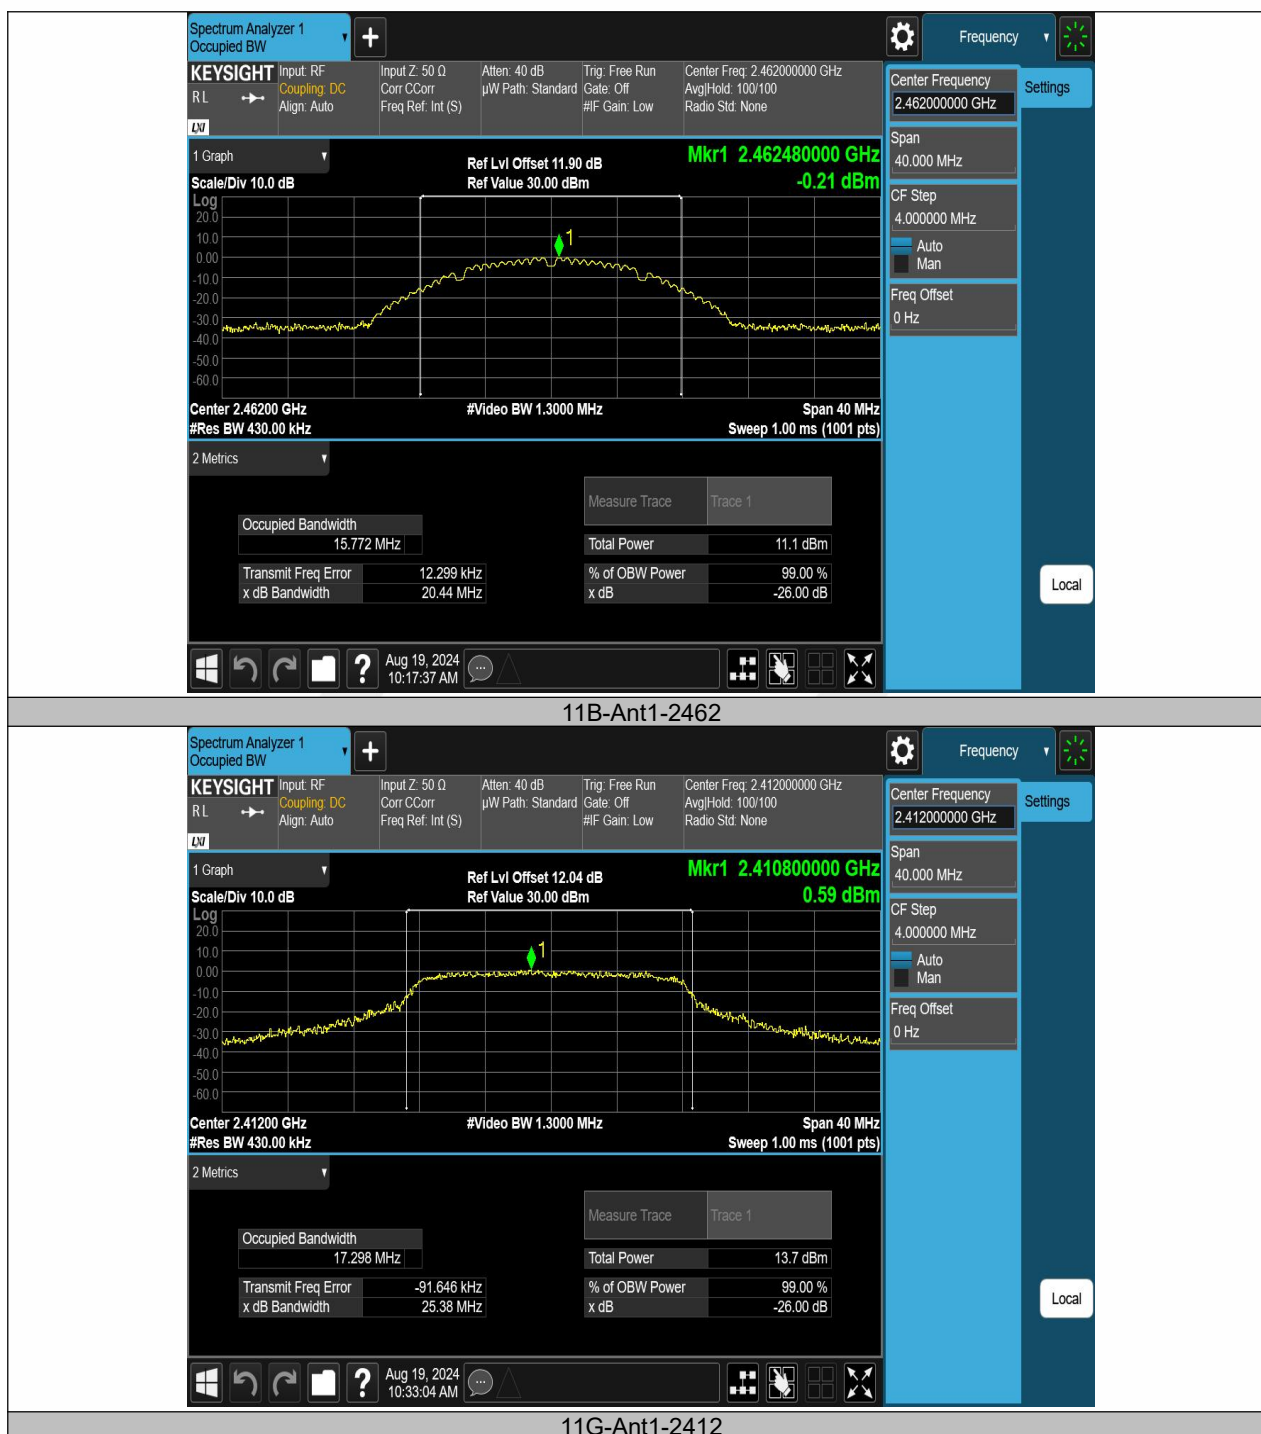 Spectrum Analyzer 1
Occupied BW
+
Frequency
KEYSIGHT
R L
LXI
Input: RF
Coupling: DC
Align: Auto
Input Z: 50 Ω
Corr CCorr
Freq Ref: Int (S)
Atten: 40 dB
µW Path: Standard
Trig: Free Run
Gate: Off
#IF Gain: Low
Center Freq: 2.462000000 GHz
Avg|Hold: 100/100
Radio Std: None
Center Frequency
2.462000000 GHz
Settings
Span
40.000 MHz
CF Step
4.000000 MHz
Auto
Man
Freq Offset
0 Hz
Local
1 Graph
Scale/Div 10.0 dB
Ref Lvl Offset 11.90 dB
Ref Value 30.00 dBm
Mkr1 2.462480000 GHz
-0.21 dBm
Log
20.0
10.0
0.00
-10.0
-20.0
-30.0
-40.0
-50.0
-60.0
1
Center 2.46200 GHz
#Video BW 1.3000 MHz
Span 40 MHz
#Res BW 430.00 kHz
Sweep 1.00 ms (1001 pts)
2 Metrics
Measure Trace Trace 1
Occupied Bandwidth
15.772 MHz
Total Power 11.1 dBm
Transmit Freq Error 12.299 kHz
% of OBW Power 99.00 %
x dB Bandwidth 20.44 MHz
x dB -26.00 dB
?
Aug 19, 2024
10:17:37 AM
11B-Ant1-2462
Spectrum Analyzer 1
Occupied BW
+
Frequency
KEYSIGHT
R L
LXI
Input: RF
Coupling: DC
Align: Auto
Input Z: 50 Ω
Corr CCorr
Freq Ref: Int (S)
Atten: 40 dB
µW Path: Standard
Trig: Free Run
Gate: Off
#IF Gain: Low
Center Freq: 2.412000000 GHz
Avg|Hold: 100/100
Radio Std: None
Center Frequency
2.412000000 GHz
Settings
Span
40.000 MHz
CF Step
4.000000 MHz
Auto
Man
Freq Offset
0 Hz
Local
1 Graph
Scale/Div 10.0 dB
Ref Lvl Offset 12.04 dB
Ref Value 30.00 dBm
Mkr1 2.410800000 GHz
0.59 dBm
Log
20.0
10.0
0.00
-10.0
-20.0
-30.0
-40.0
-50.0
-60.0
1
Center 2.41200 GHz
#Video BW 1.3000 MHz
Span 40 MHz
#Res BW 430.00 kHz
Sweep 1.00 ms (1001 pts)
2 Metrics
Measure Trace Trace 1
Occupied Bandwidth
17.298 MHz
Total Power 13.7 dBm
Transmit Freq Error -91.646 kHz
% of OBW Power 99.00 %
x dB Bandwidth 25.38 MHz
x dB -26.00 dB
?
Aug 19, 2024
10:33:04 AM
11G-Ant1-2412